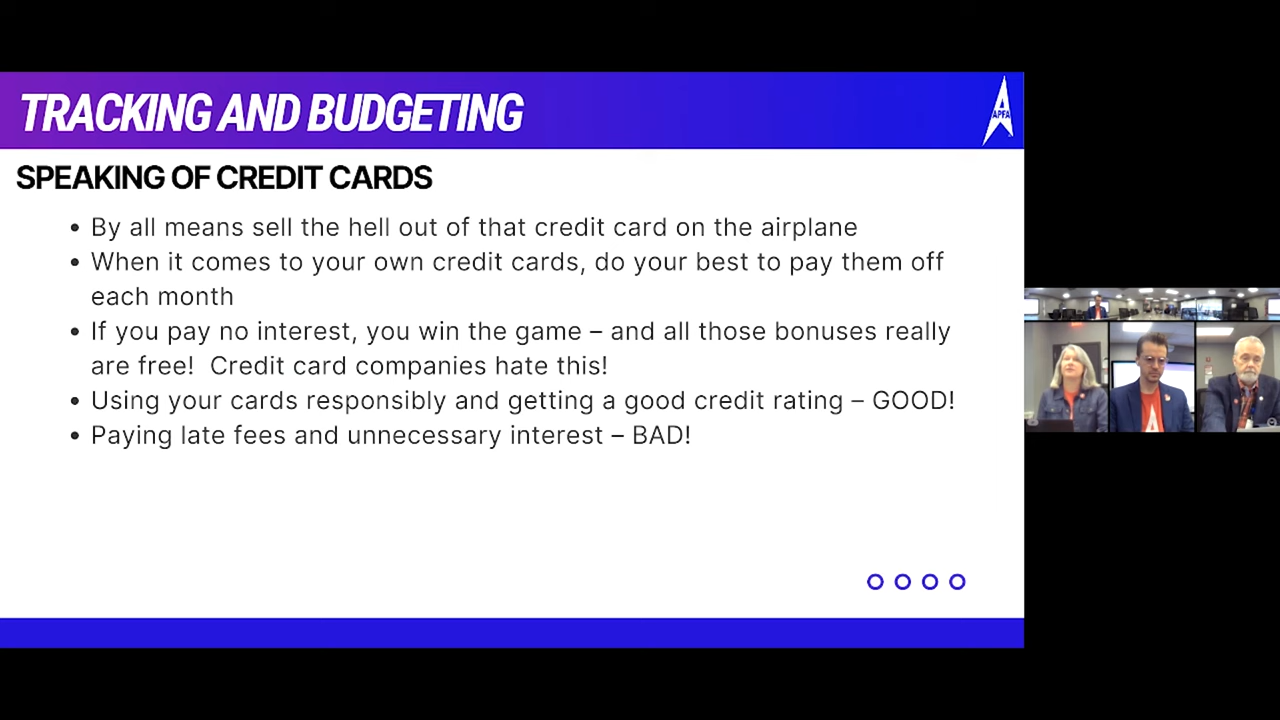 TRACKING AND BUDGETING
APFA
SPEAKING OF CREDIT CARDS
• By all means sell the hell out of that credit card on the airplane
• When it comes to your own credit cards, do your best to pay them off
each month
• If you pay no interest, you win the game – and all those bonuses really
are free!  Credit card companies hate this!
• Using your cards responsibly and getting a good credit rating – GOOD!
• Paying late fees and unnecessary interest – BAD!